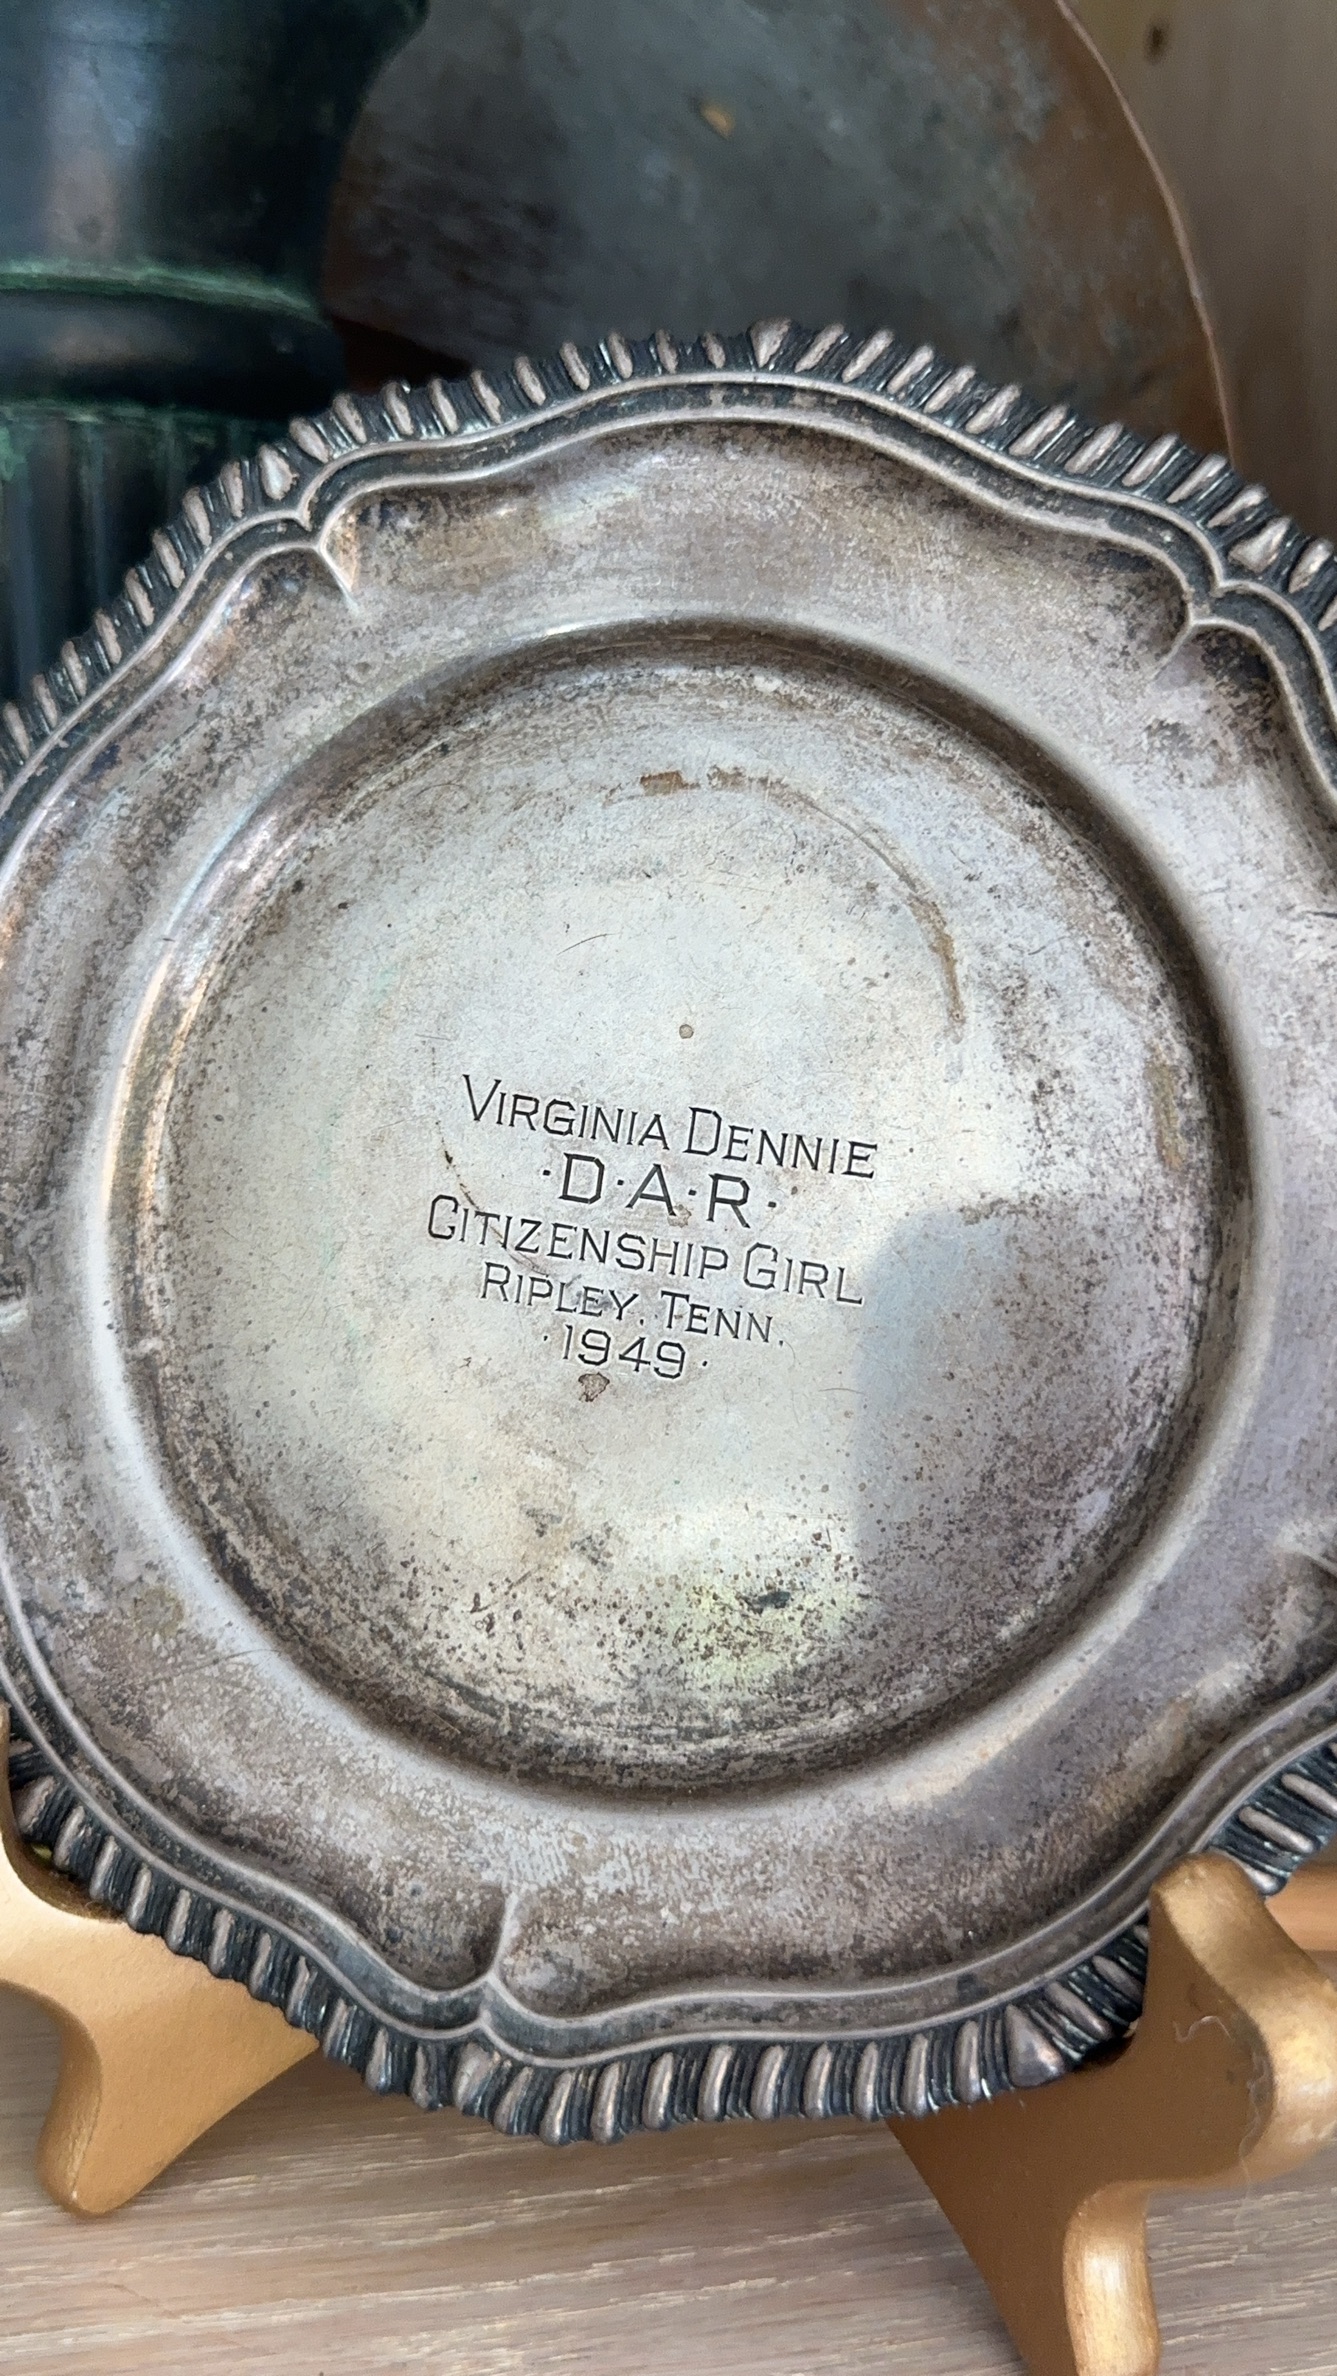 VIRGINIA DENNIE
·D·A·R·
CITIZENSHIP GIRL
RIPLEY. TENN.
·1949·